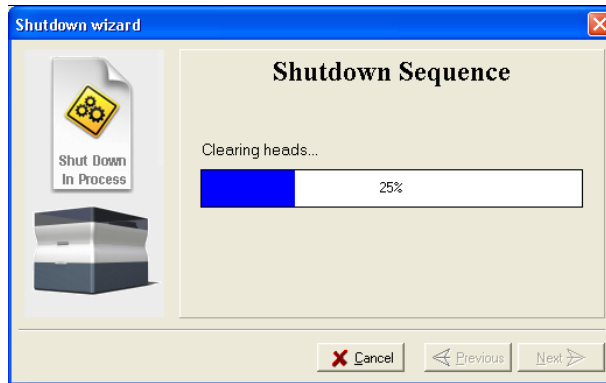 Shutdown wizard
Shutdown Sequence
Shut Down
In Process
Clearing heads...
25%
Cancel
Previous
Next